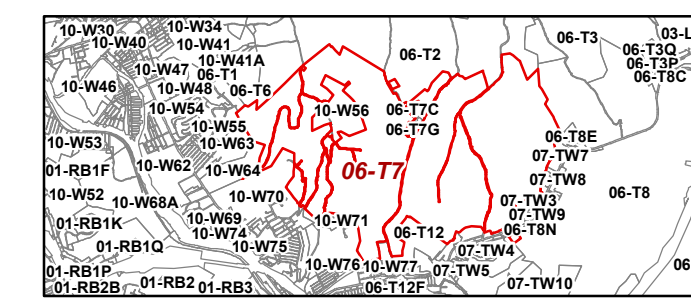 10-W30
10-W34
10-W40
10-W41
06-T2
06-T3
03-L
06-T3Q
10-W41A
06-T3P
10-W47
06-T1
06-T8C
10-W46
10-W48
06-T6
10-W54
10-W56
06-T7C
10-W55
06-T7G
10-W53
10-W63
06-T8E
07-TW7
10-W62
01-RB1F
10-W64
06-T7
07-TW8
10-W52
10-W70
06-T8
10-W68A
07-TW3
10-W69
10-W71
07-TW9
01-RB1K
10-W74
06-T12
06-T8N
01-RB1Q
10-W75
07-TW4
10-W76
10-W77
06
01-RB1P
07-TW5
01-RB2
01-RB2B
01-RB3
06-T12F
07-TW10